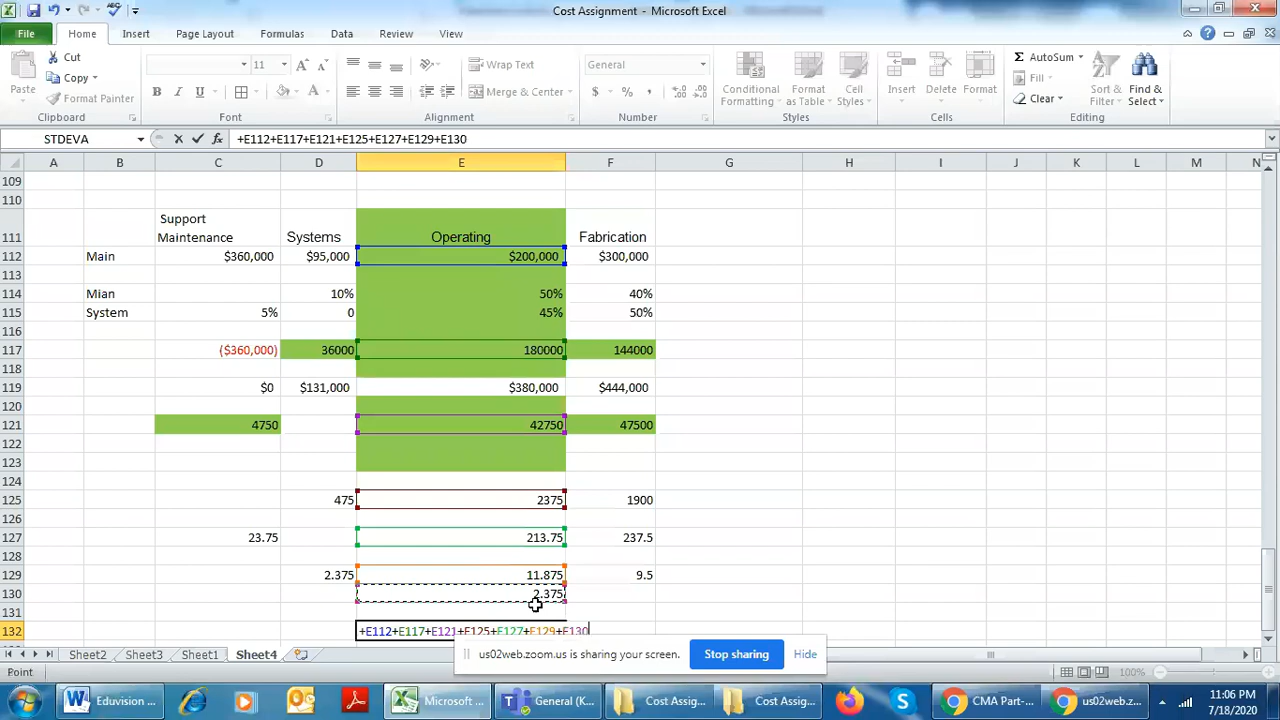 Cost Assignment - Microsoft Excel
File Home Insert Page Layout Formulas Data Review View
Cut
Copy
Format Painter
Paste
Clipboard
11 A A
B I U A
Font
Wrap Text
Merge & Center
Alignment
General
$ % ,
Number
Conditional Formatting
Format as Table
Cell Styles
Styles
Insert Delete Format
Cells
Σ AutoSum
Fill
Clear
Sort & Filter
Find & Select
Editing
STDEVA fx +E112+E117+E121+E125+E127+E129+E130
A B C D E F G H I J K L M N
109
110
111 Support Maintenance Systems Operating Fabrication
112 Main $360,000 $95,000 $200,000 $300,000
113
114 Mian 10% 50% 40%
115 System 5% 0 45% 50%
116
117 ($360,000) 36000 180000 144000
118
119 $0 $131,000 $380,000 $444,000
120
121 4750 42750 47500
122
123
124
125 475 2375 1900
126
127 23.75 213.75 237.5
128
129 2.375 11.875 9.5
130 2.375
131
132 +E112+E117+E121+E125+E127+E129+E130
Sheet2 Sheet3 Sheet1 Sheet4
us02web.zoom.us is sharing your screen. Stop sharing Hide
Point 100%
Eduvision ... Microsoft ... General (K... Cost Assig... Cost Assig... CMA Part-... us02web.z...
11:06 PM
7/18/2020